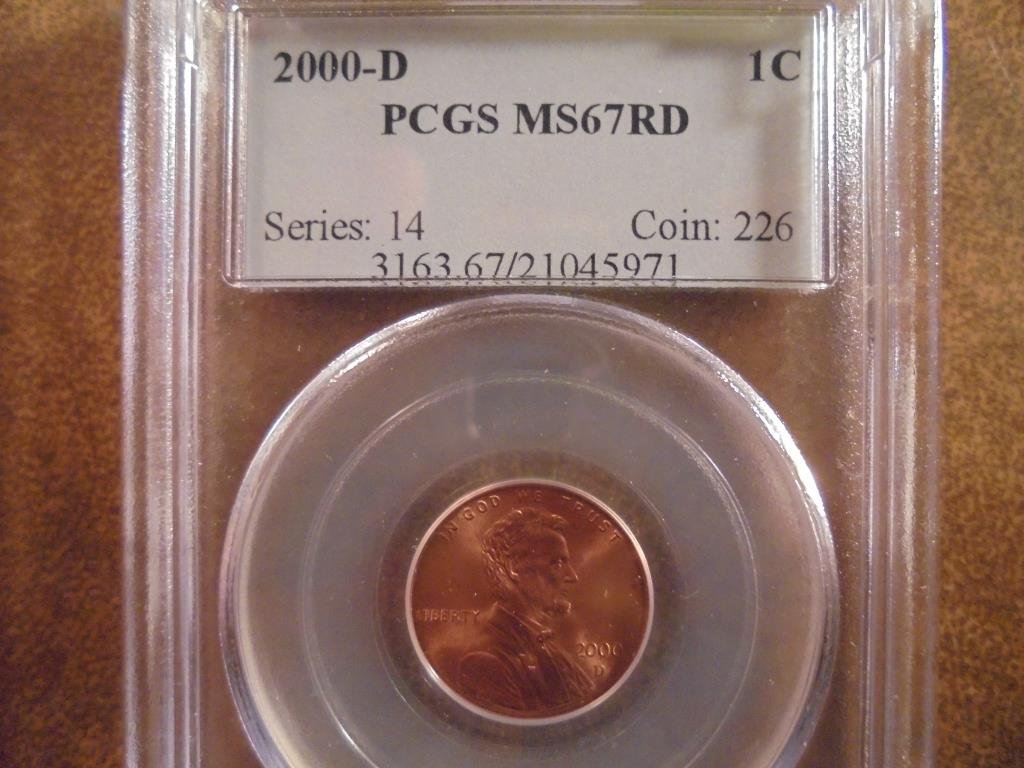 2000-D 1C
PCGS MS67RD
Series: 14 Coin: 226
3163.67/21045971
IN GOD WE TRUST
LIBERTY
2000
D